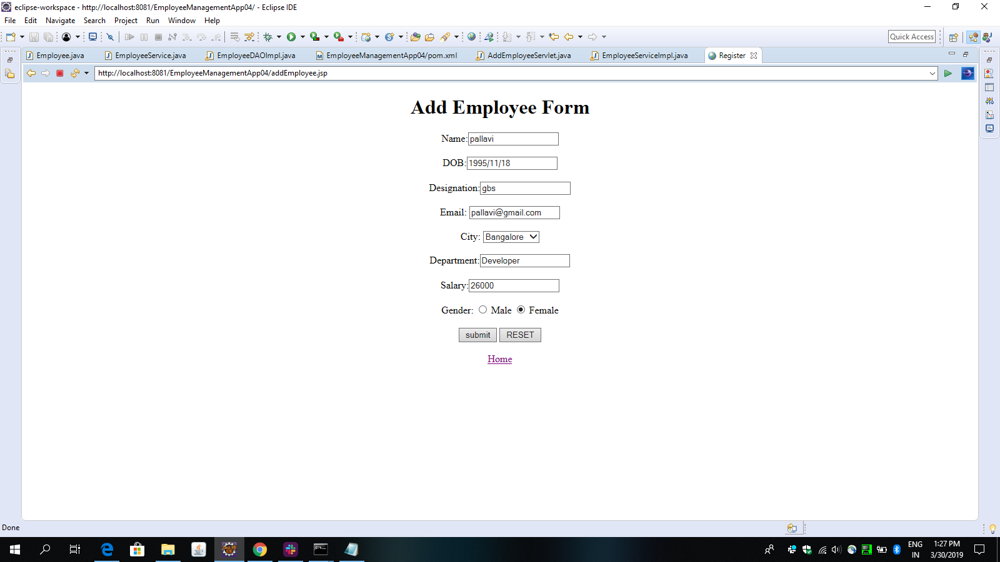 eclipse-workspace - http://localhost:8081/EmployeeManagementApp04/ - Eclipse IDE
File Edit Navigate Search Project Run Window Help
Quick Access
Employee.java EmployeeService.java EmployeeDAOImpl.java EmployeeManagementApp04/pom.xml AddEmployeeServlet.java EmployeeServiceImpl.java Register
http://localhost:8081/EmployeeManagementApp04/addEmployee.jsp
Add Employee Form
Name: pallavi
DOB: 1995/11/18
Designation: gbs
Email: pallavi@gmail.com
City: Bangalore
Department: Developer
Salary: 26000
Gender: Male Female
submit RESET
Home
Done
ENG 1:27 PM
IN 3/30/2019